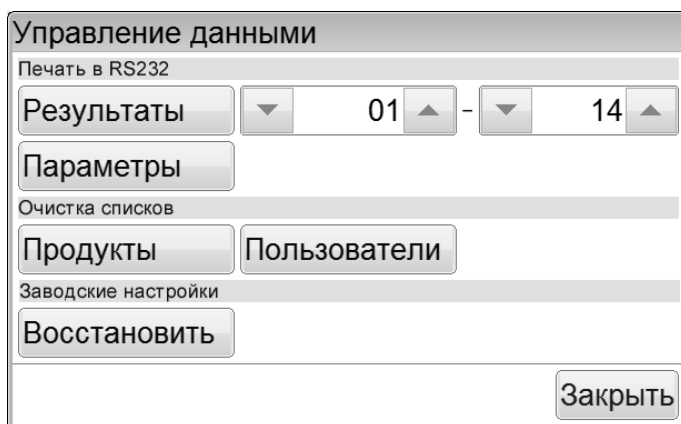 Управление данными
Печать в RS232
Результаты 01 - 14
Параметры
Очистка списков
Продукты Пользователи
Заводские настройки
Восстановить
Закрыть